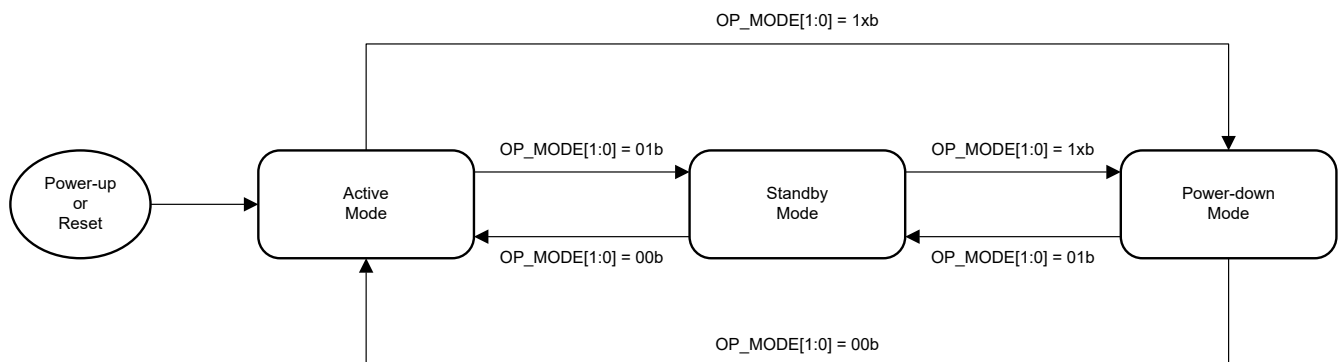 OP_MODE[1:0] = 1xb
OP_MODE[1:0] = 01b
OP_MODE[1:0] = 1xb
Power-up
or
Reset
Active
Mode
Standby
Mode
Power-down
Mode
OP_MODE[1:0] = 00b
OP_MODE[1:0] = 01b
OP_MODE[1:0] = 00b